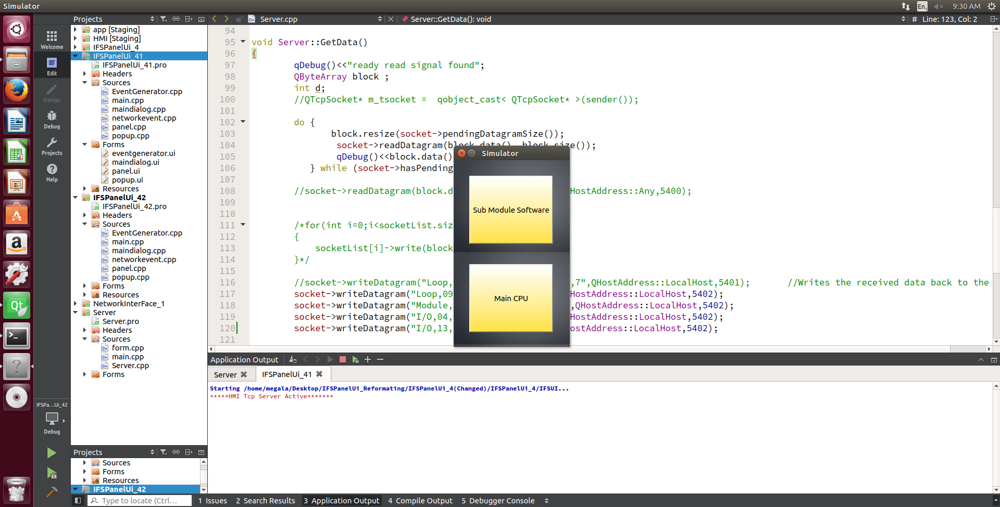 Simulator
En
9:30 AM
Projects
Server.cpp
Server::GetData(): void
#
Line: 123, Col: 2
Welcome
Edit
Design
Debug
Projects
Help
IFSPa...Ui_42
Debug
app [Staging]
HMI [Staging]
IFSPanelUi_4
IFSPanelUi_41
IFSPanelUi_41.pro
Headers
Sources
EventGenerator.cpp
main.cpp
maindialog.cpp
networkevent.cpp
panel.cpp
popup.cpp
Forms
eventgenerator.ui
maindialog.ui
panel.ui
popup.ui
Resources
IFSPanelUi_42
IFSPanelUi_42.pro
Headers
Sources
EventGenerator.cpp
main.cpp
maindialog.cpp
networkevent.cpp
panel.cpp
popup.cpp
Forms
Resources
NetworkInterFace_1
Server
Server.pro
Headers
Sources
form.cpp
main.cpp
Server.cpp
Forms
Projects
Sources
Forms
Resources
IFSPanelUi_42
94
95 void Server::GetData()
96 {
97 qDebug()<<"ready read signal found";
98 QByteArray block ;
99 int d;
100 //QTcpSocket* m_tsocket = qobject_cast< QTcpSocket* >(sender());
101
102 do {
103 block.resize(socket->pendingDatagramSize());
104 socket->readDatagram(block.data(), block.size());
105 qDebug()<<block.data()
106 } while (socket->hasPending
107
108 //socket->readDatagram(block.d HostAddress::Any,5400);
109
110
111 /*for(int i=0;i<socketList.siz
112 {
113 socketList[i]->write(block
114 }*/
115
116 //socket->writeDatagram("Loop, ,7",QHostAddress::LocalHost,5401); //Writes the received data back to the
117 socket->writeDatagram("Loop,09 HostAddress::LocalHost,5402);
118 socket->writeDatagram("Module, ,QHostAddress::LocalHost,5402);
119 socket->writeDatagram("I/O,04, HostAddress::LocalHost,5402);
120 socket->writeDatagram("I/O,13, ostAddress::LocalHost,5402);
121
Simulator
Sub Module Software
Main CPU
Application Output
Server
IFSPanelUi_41
Starting /home/megala/Desktop/IFSPanelUi_Reformating/IFSPanelUi_4(Changed)/IFSPanelUi_4/IFSUI...
*****HMI Tcp Server Active*******
Type to locate (Ctrl...
1 Issues
2 Search Results
3 Application Output
4 Compile Output
5 Debugger Console